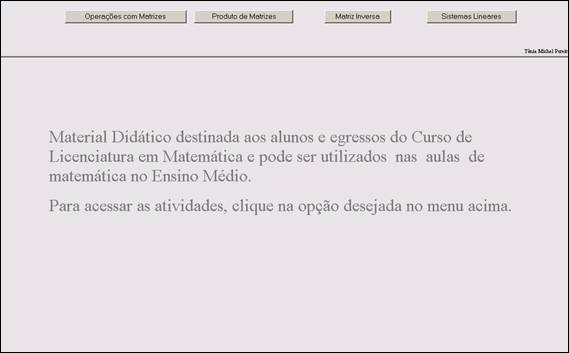 Operações com Matrizes Produto de Matrizes Matriz Inversa Sistemas Lineares
Tânia Michel Pereira
Material Didático destinada aos alunos e egressos do Curso de
Licenciatura em Matemática e pode ser utilizados nas aulas de
matemática no Ensino Médio.
Para acessar as atividades, clique na opção desejada no menu acima.